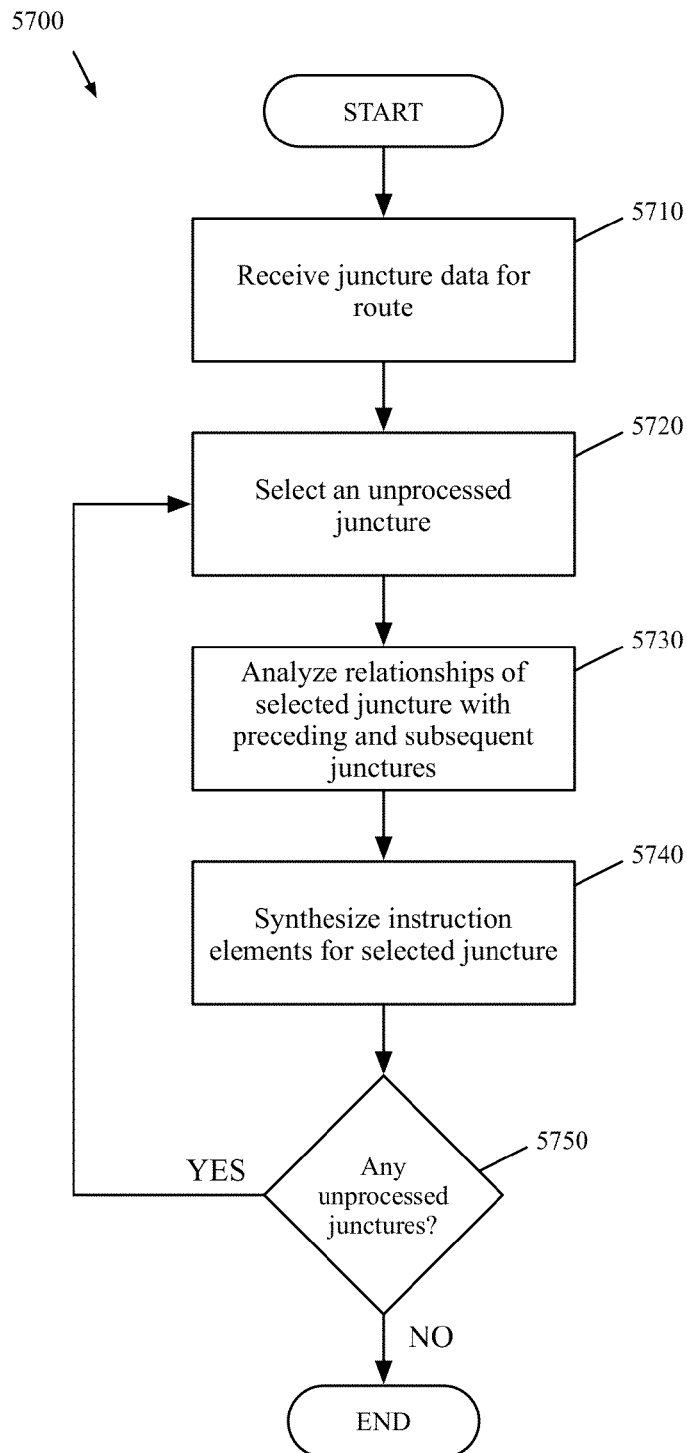 5700
START
5710
Receive juncture data for
route
5720
Select an unprocessed
juncture
5730
Analyze relationships of
selected juncture with
preceding and subsequent
junctures
5740
Synthesize instruction
elements for selected juncture
5750
YES
Any
unprocessed
junctures?
NO
END